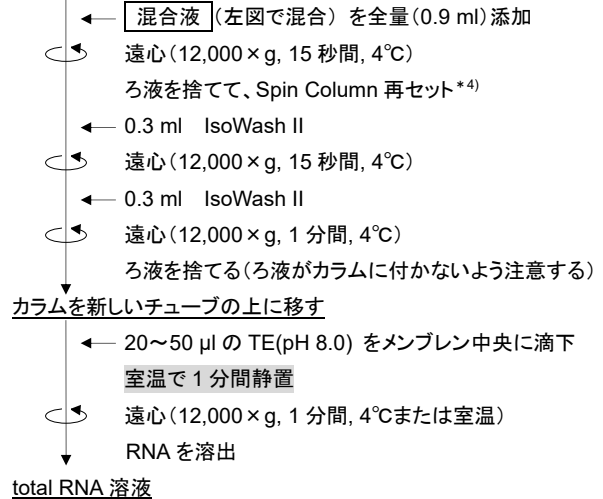 混合液 (左図で混合) を全量(0.9 ml)添加
遠心(12,000×g, 15 秒間, 4℃)
ろ液を捨てて、Spin Column 再セット*4)
0.3 ml IsoWash II
遠心(12,000×g, 15 秒間, 4℃)
0.3 ml IsoWash II
遠心(12,000×g, 1 分間, 4℃)
ろ液を捨てる(ろ液がカラムに付かないよう注意する)
カラムを新しいチューブの上に移す
20~50 µl の TE(pH 8.0) をメンブレン中央に滴下
室温で 1 分間静置
遠心(12,000×g, 1 分間, 4℃または室温)
RNA を溶出
total RNA 溶液